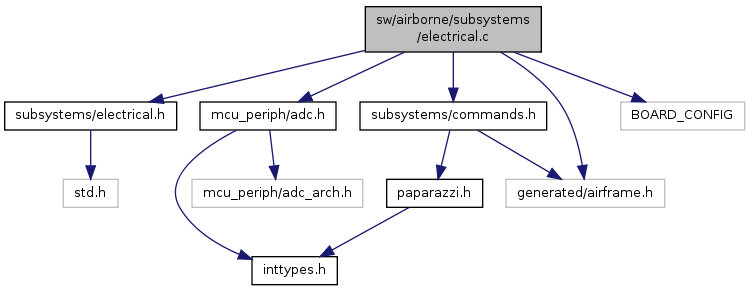 sw/airborne/subsystems
/electrical.c
subsystems/electrical.h
mcu_periph/adc.h
subsystems/commands.h
BOARD_CONFIG
std.h
mcu_periph/adc_arch.h
paparazzi.h
generated/airframe.h
inttypes.h